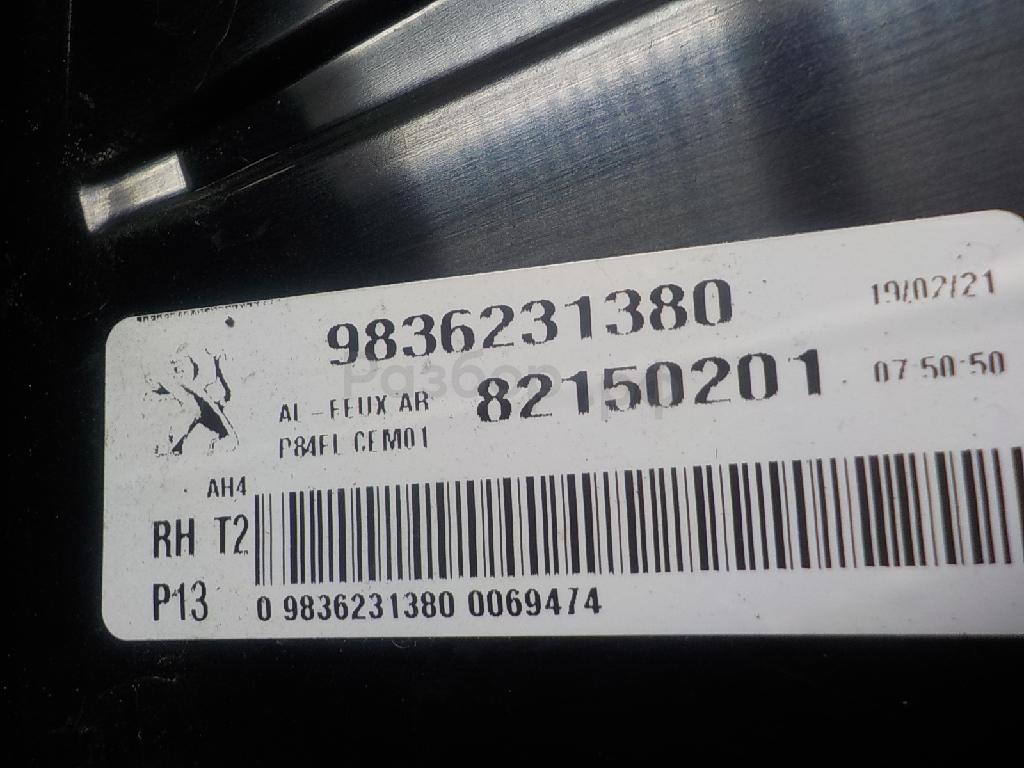 9836231380 19/02/21
82150201 07:50:50
AL - FEUX AR
P84FL CEM01
AH4
RH T2
P13
0 9836231380 0069474